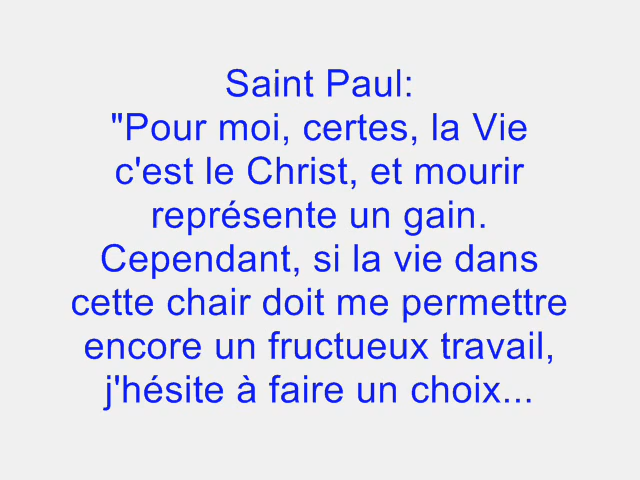 Saint Paul:
"Pour moi, certes, la Vie
c'est le Christ, et mourir
représente un gain.
Cependant, si la vie dans
cette chair doit me permettre
encore un fructueux travail,
j'hésite à faire un choix...